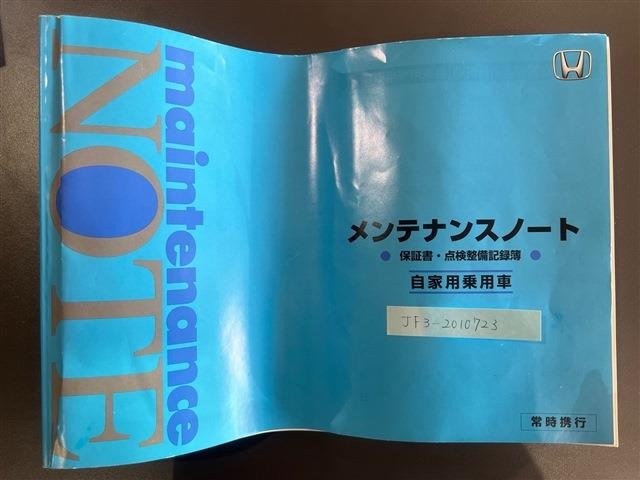 maintenance
NOTE
メンテナンスノート
● 保証書・点検整備記録簿 ●
自家用乗用車
JF3-2010723
常時携行